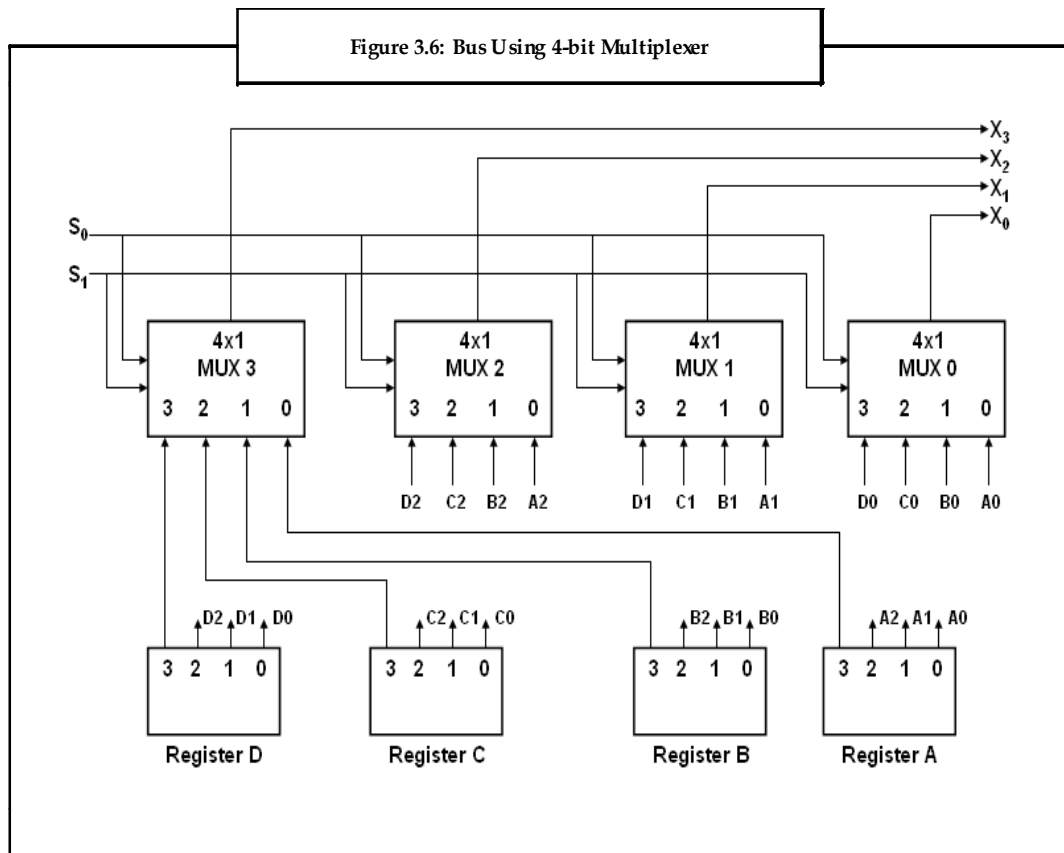 Figure 3.6: Bus Using 4-bit Multiplexer
X3
X2
X1
X0
S0
S1
4x1 4x1 4x1 4x1
MUX 3 MUX 2 MUX 1 MUX 0
3 2 1 0 3 2 1 0 3 2 1 0 3 2 1 0
D2 C2 B2 A2 D1 C1 B1 A1 D0 C0 B0 A0
D2 D1 D0 C2 C1 C0 B2 B1 B0 A2 A1 A0
3 2 1 0 3 2 1 0 3 2 1 0 3 2 1 0
Register D Register C Register B Register A